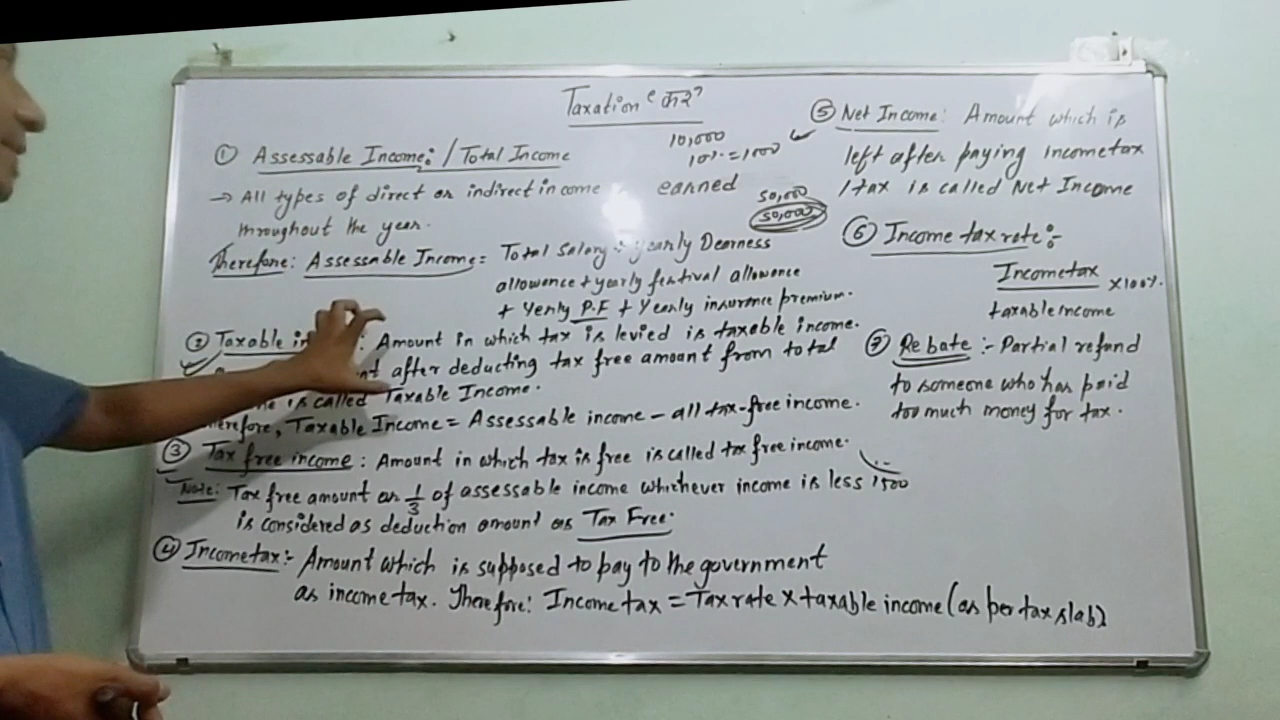 Taxation 'कर'
① Assessable Income: / Total Income
→ All types of direct or indirect income earned
throughout the year.
Therefore: Assessable Income = Total Salary + yearly Dearness
allowence + yearly festival allowance
+ Yerly P.F + Yearly insurance premium.
② Taxable : Amount in which tax is levied is taxable income.
after deducting tax free amount from total
is called Taxable Income.
Therefore, Taxable Income = Assessable income - all tax-free income.
③ Tax free income : Amount in which tax is free is called tax free income.
Note: Tax free amount or 1/3 of assessable income whichever income is less
is considered as deduction amount as Tax Free.
④ Incometax :- Amount which is supposed to pay to the government
as income tax. Therefore: Income tax = Tax rate × taxable income (as per tax slab)
10,000
10% = 1000
50,000
50,000
1500
⑤ Net Income: Amount which is
left after paying incometax
/ tax is called Net Income
⑥ Income tax rate :-
Incometax
×100%.
taxable income
⑦ Rebate :- Partial refund
to someone who has paid
too much money for tax.